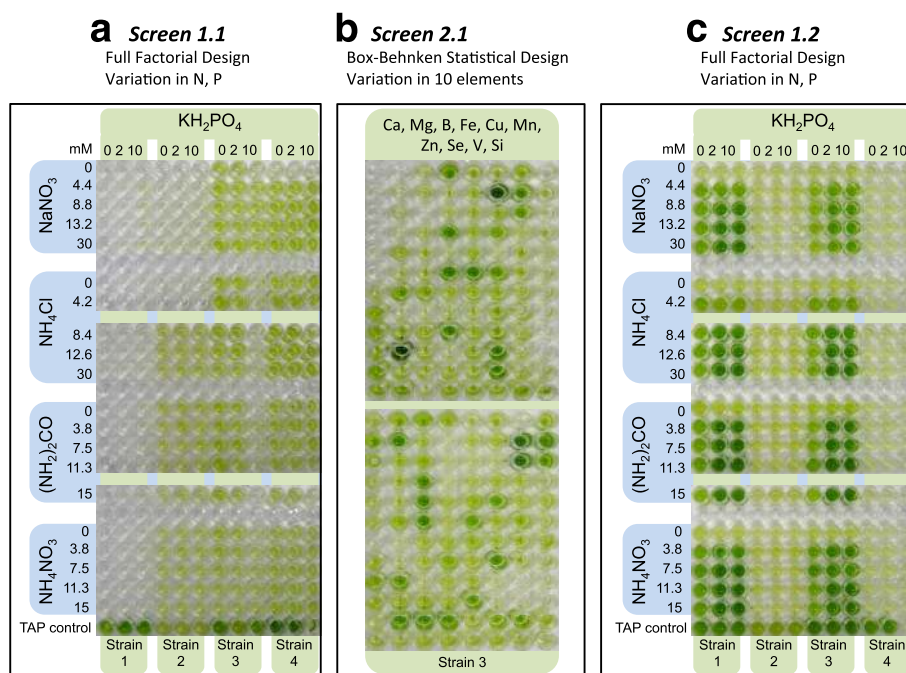 a Screen 1.1
Full Factorial Design
Variation in N, P
KH2PO4
mM 0 2 10 0 2 10 0 2 10 0 2 10
NaNO3
0
4.4
8.8
13.2
30
NH4Cl
0
4.2
8.4
12.6
30
(NH2)2CO
0
3.8
7.5
11.3
15
NH4NO3
0
3.8
7.5
11.3
15
TAP control
Strain 1
Strain 2
Strain 3
Strain 4
b Screen 2.1
Box-Behnken Statistical Design
Variation in 10 elements
Ca, Mg, B, Fe, Cu, Mn,
Zn, Se, V, Si
Strain 3
c Screen 1.2
Full Factorial Design
Variation in N, P
KH2PO4
mM 0 2 10 0 2 10 0 2 10 0 2 10
NaNO3
0
4.4
8.8
13.2
30
NH4Cl
0
4.2
8.4
12.6
30
(NH2)2CO
0
3.8
7.5
11.3
15
NH4NO3
0
3.8
7.5
11.3
15
TAP control
Strain 1
Strain 2
Strain 3
Strain 4